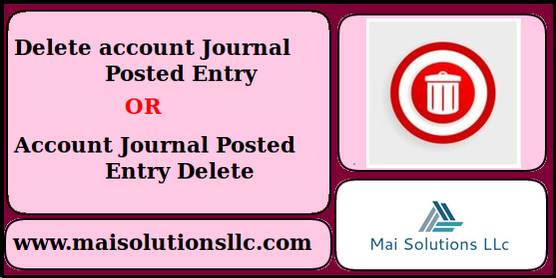 Delete account Journal
Posted Entry
OR
Account Journal Posted
Entry Delete
www.maisolutionsllc.com
Mai Solutions LLc